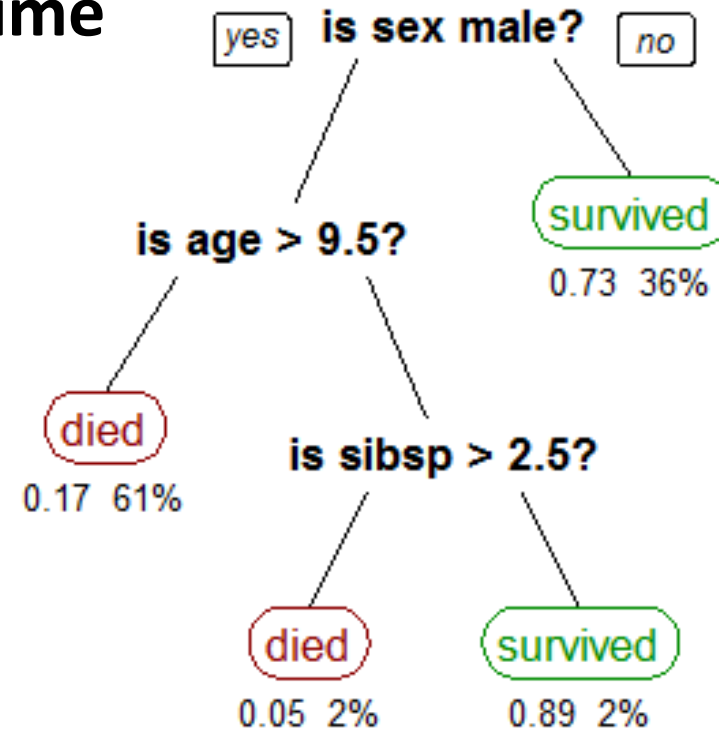 yes is sex male? no
is age > 9.5?
survived
0.73 36%
died
0.17 61%
is sibsp > 2.5?
died
0.05 2%
survived
0.89 2%